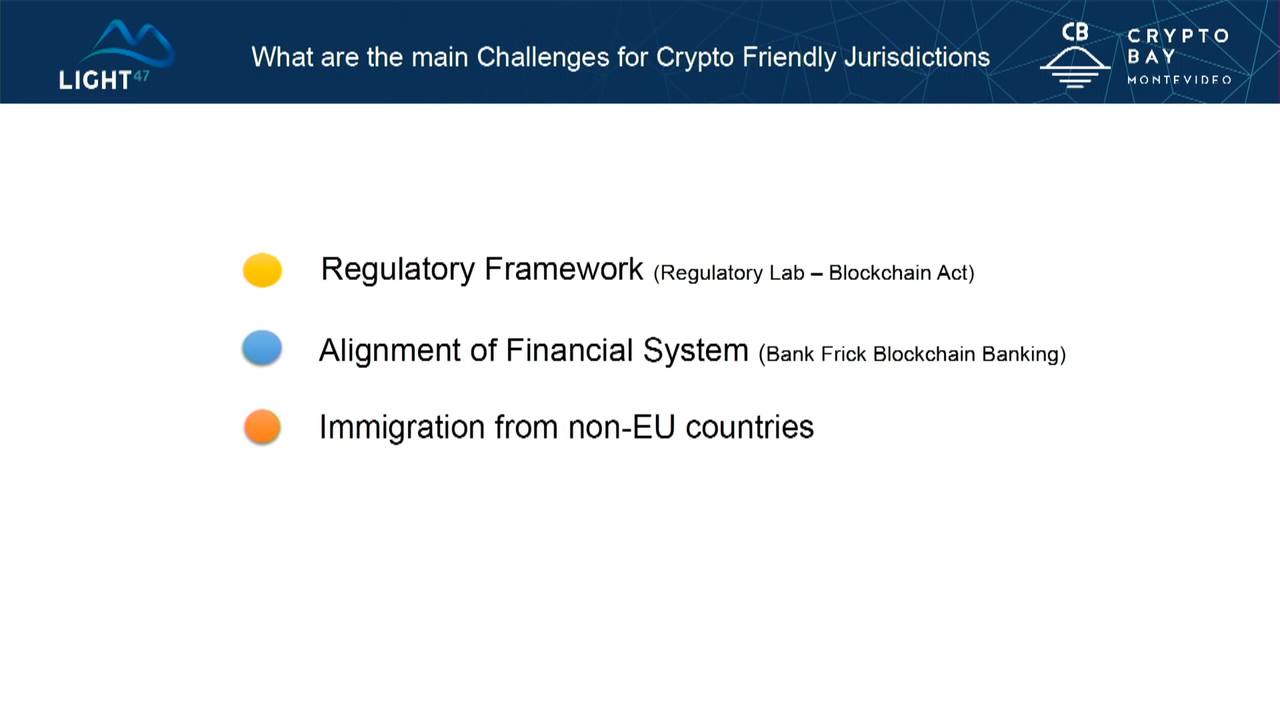 LIGHT47
What are the main Challenges for Crypto Friendly Jurisdictions
CB
CRYPTO
BAY
MONTEVIDEO
Regulatory Framework (Regulatory Lab – Blockchain Act)
Alignment of Financial System (Bank Frick Blockchain Banking)
Immigration from non-EU countries